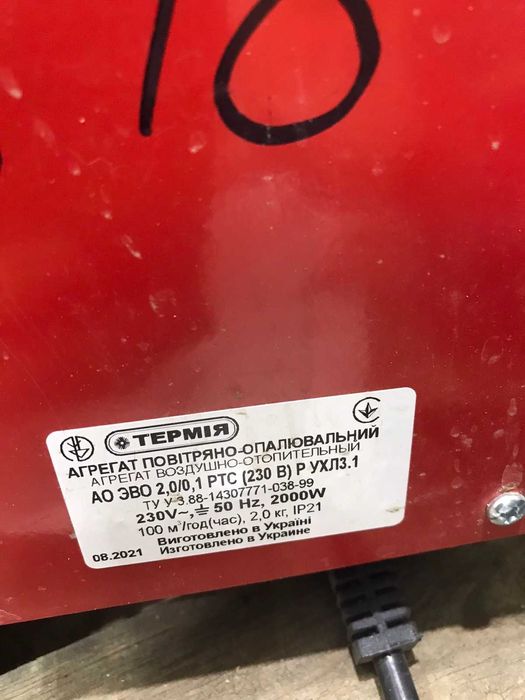 10
ТЕРМІЯ
АГРЕГАТ ПОВІТРЯНО-ОПАЛЮВАЛЬНИЙ
АГРЕГАТ ВОЗДУШНО-ОТОПИТЕЛЬНЫЙ
АО ЭВО 2,0/0,1 РТС (230 В) Р УХЛ3.1
ТУ У 3.88-14307771-038-99
230V~, 50 Hz, 2000W
100 м³/год(час), 2,0 кг, IP21
Виготовлено в Україні
08.2021 Изготовлено в Украине